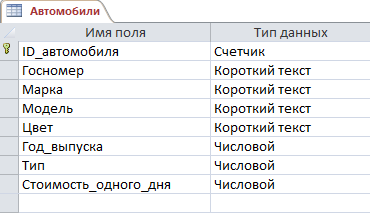 Автомобили
Имя поля Тип данных
ID_автомобиля Счетчик
Госномер Короткий текст
Марка Короткий текст
Модель Короткий текст
Цвет Короткий текст
Год_выпуска Числовой
Тип Числовой
Стоимость_одного_дня Числовой